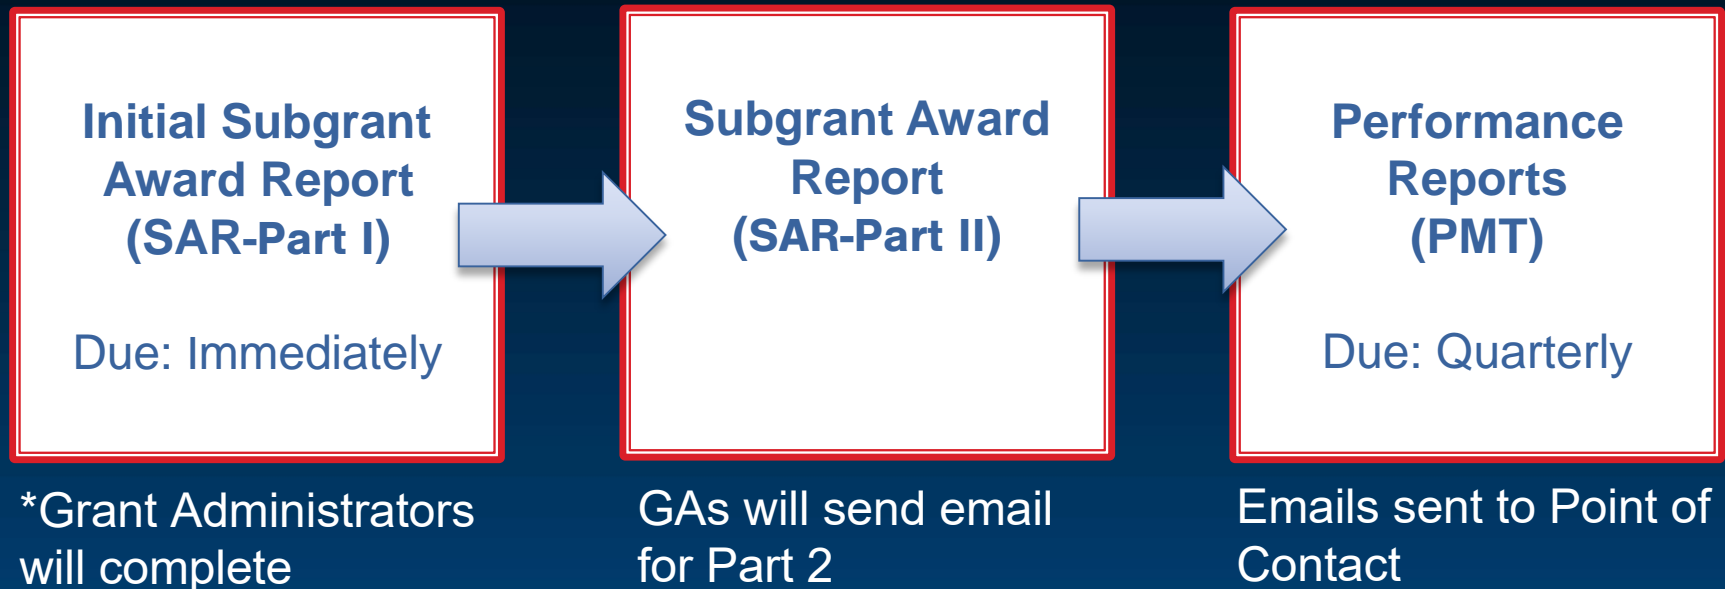 Initial Subgrant
Award Report
(SAR-Part I)
Due: Immediately
*Grant Administrators
will complete
Subgrant Award
Report
(SAR-Part II)
GAs will send email
for Part 2
Performance
Reports
(PMT)
Due: Quarterly
Emails sent to Point of
Contact